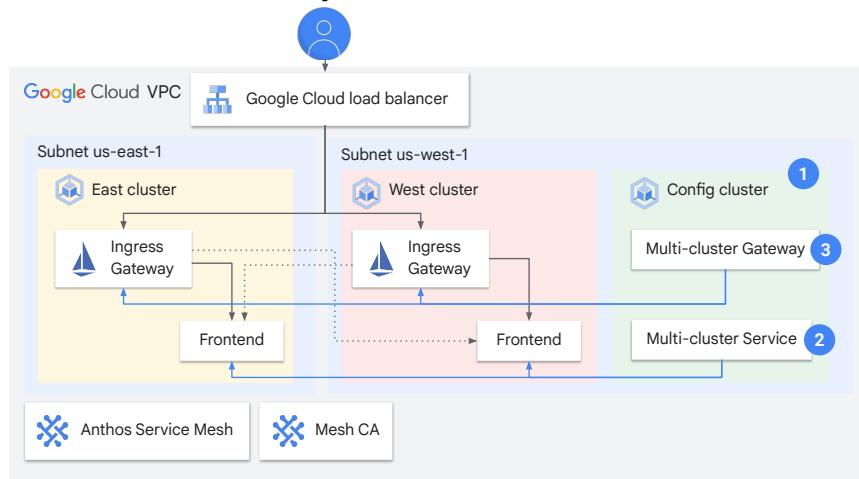 Google Cloud VPC
Google Cloud load balancer
Subnet us-east-1
Subnet us-west-1
East cluster
West cluster
Config cluster
1
Ingress
Gateway
Ingress
Gateway
Multi-cluster Gateway
3
Frontend
Frontend
Multi-cluster Service
2
Anthos Service Mesh
Mesh CA